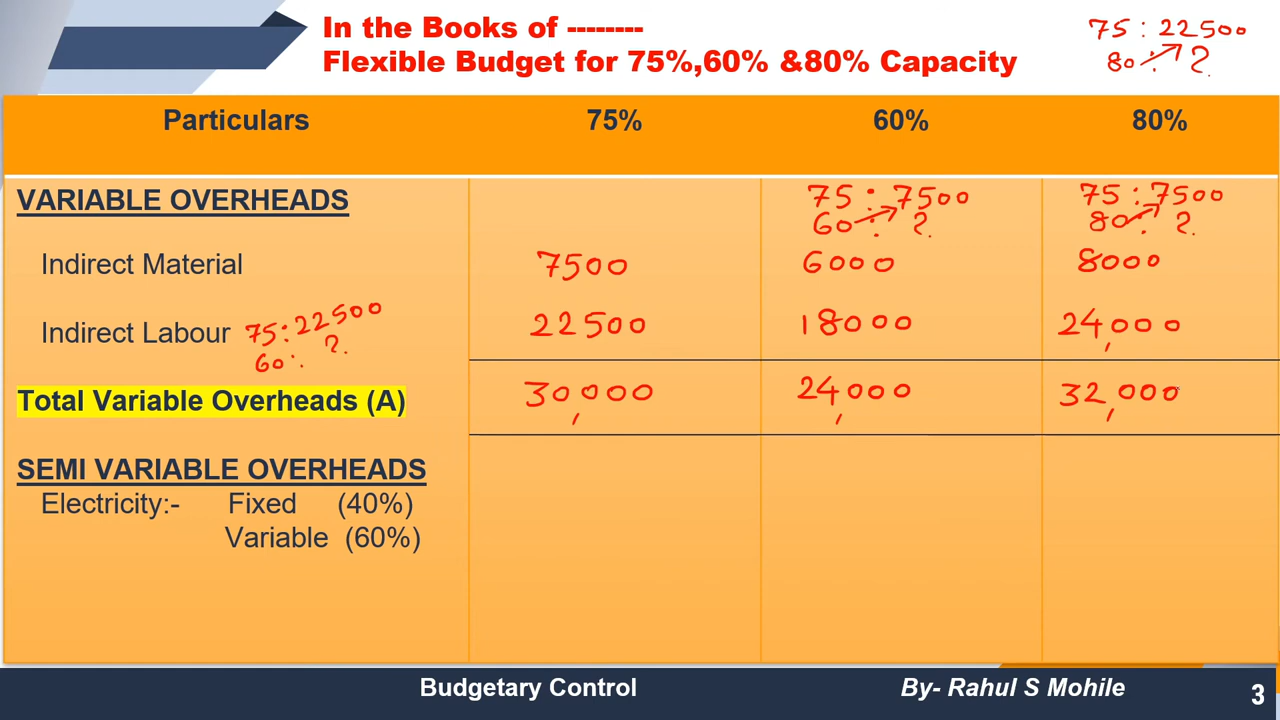 In the Books of --------
Flexible Budget for 75%,60% &80% Capacity
75 : 22500
80 : ?
Particulars 75% 60% 80%
VARIABLE OVERHEADS
75 : 7500 75 : 7500
60 : ? 80 : ?
Indirect Material 7500 6000 8000
Indirect Labour 22500 18000 24,000
75: 22500
60: ?
Total Variable Overheads (A) 30,000 24,000 32,000
SEMI VARIABLE OVERHEADS
Electricity:- Fixed (40%)
Variable (60%)
Budgetary Control By- Rahul S Mohile 3